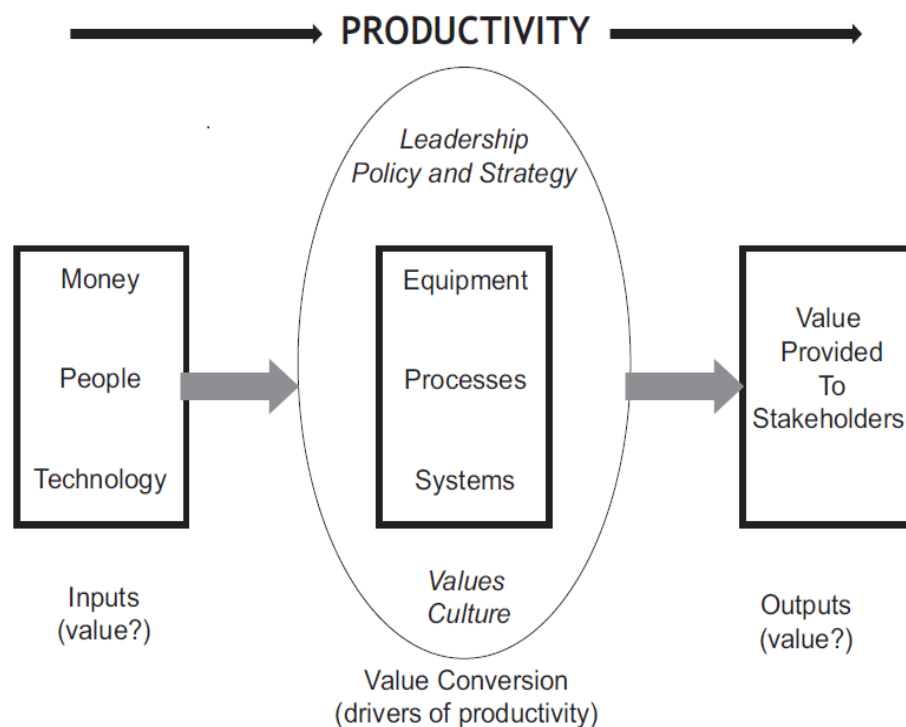 PRODUCTIVITY
Leadership
Policy and Strategy
Money
People
Technology
Equipment
Processes
Systems
Value
Provided
To
Stakeholders
Values
Culture
Inputs
(value?)
Value Conversion
(drivers of productivity)
Outputs
(value?)